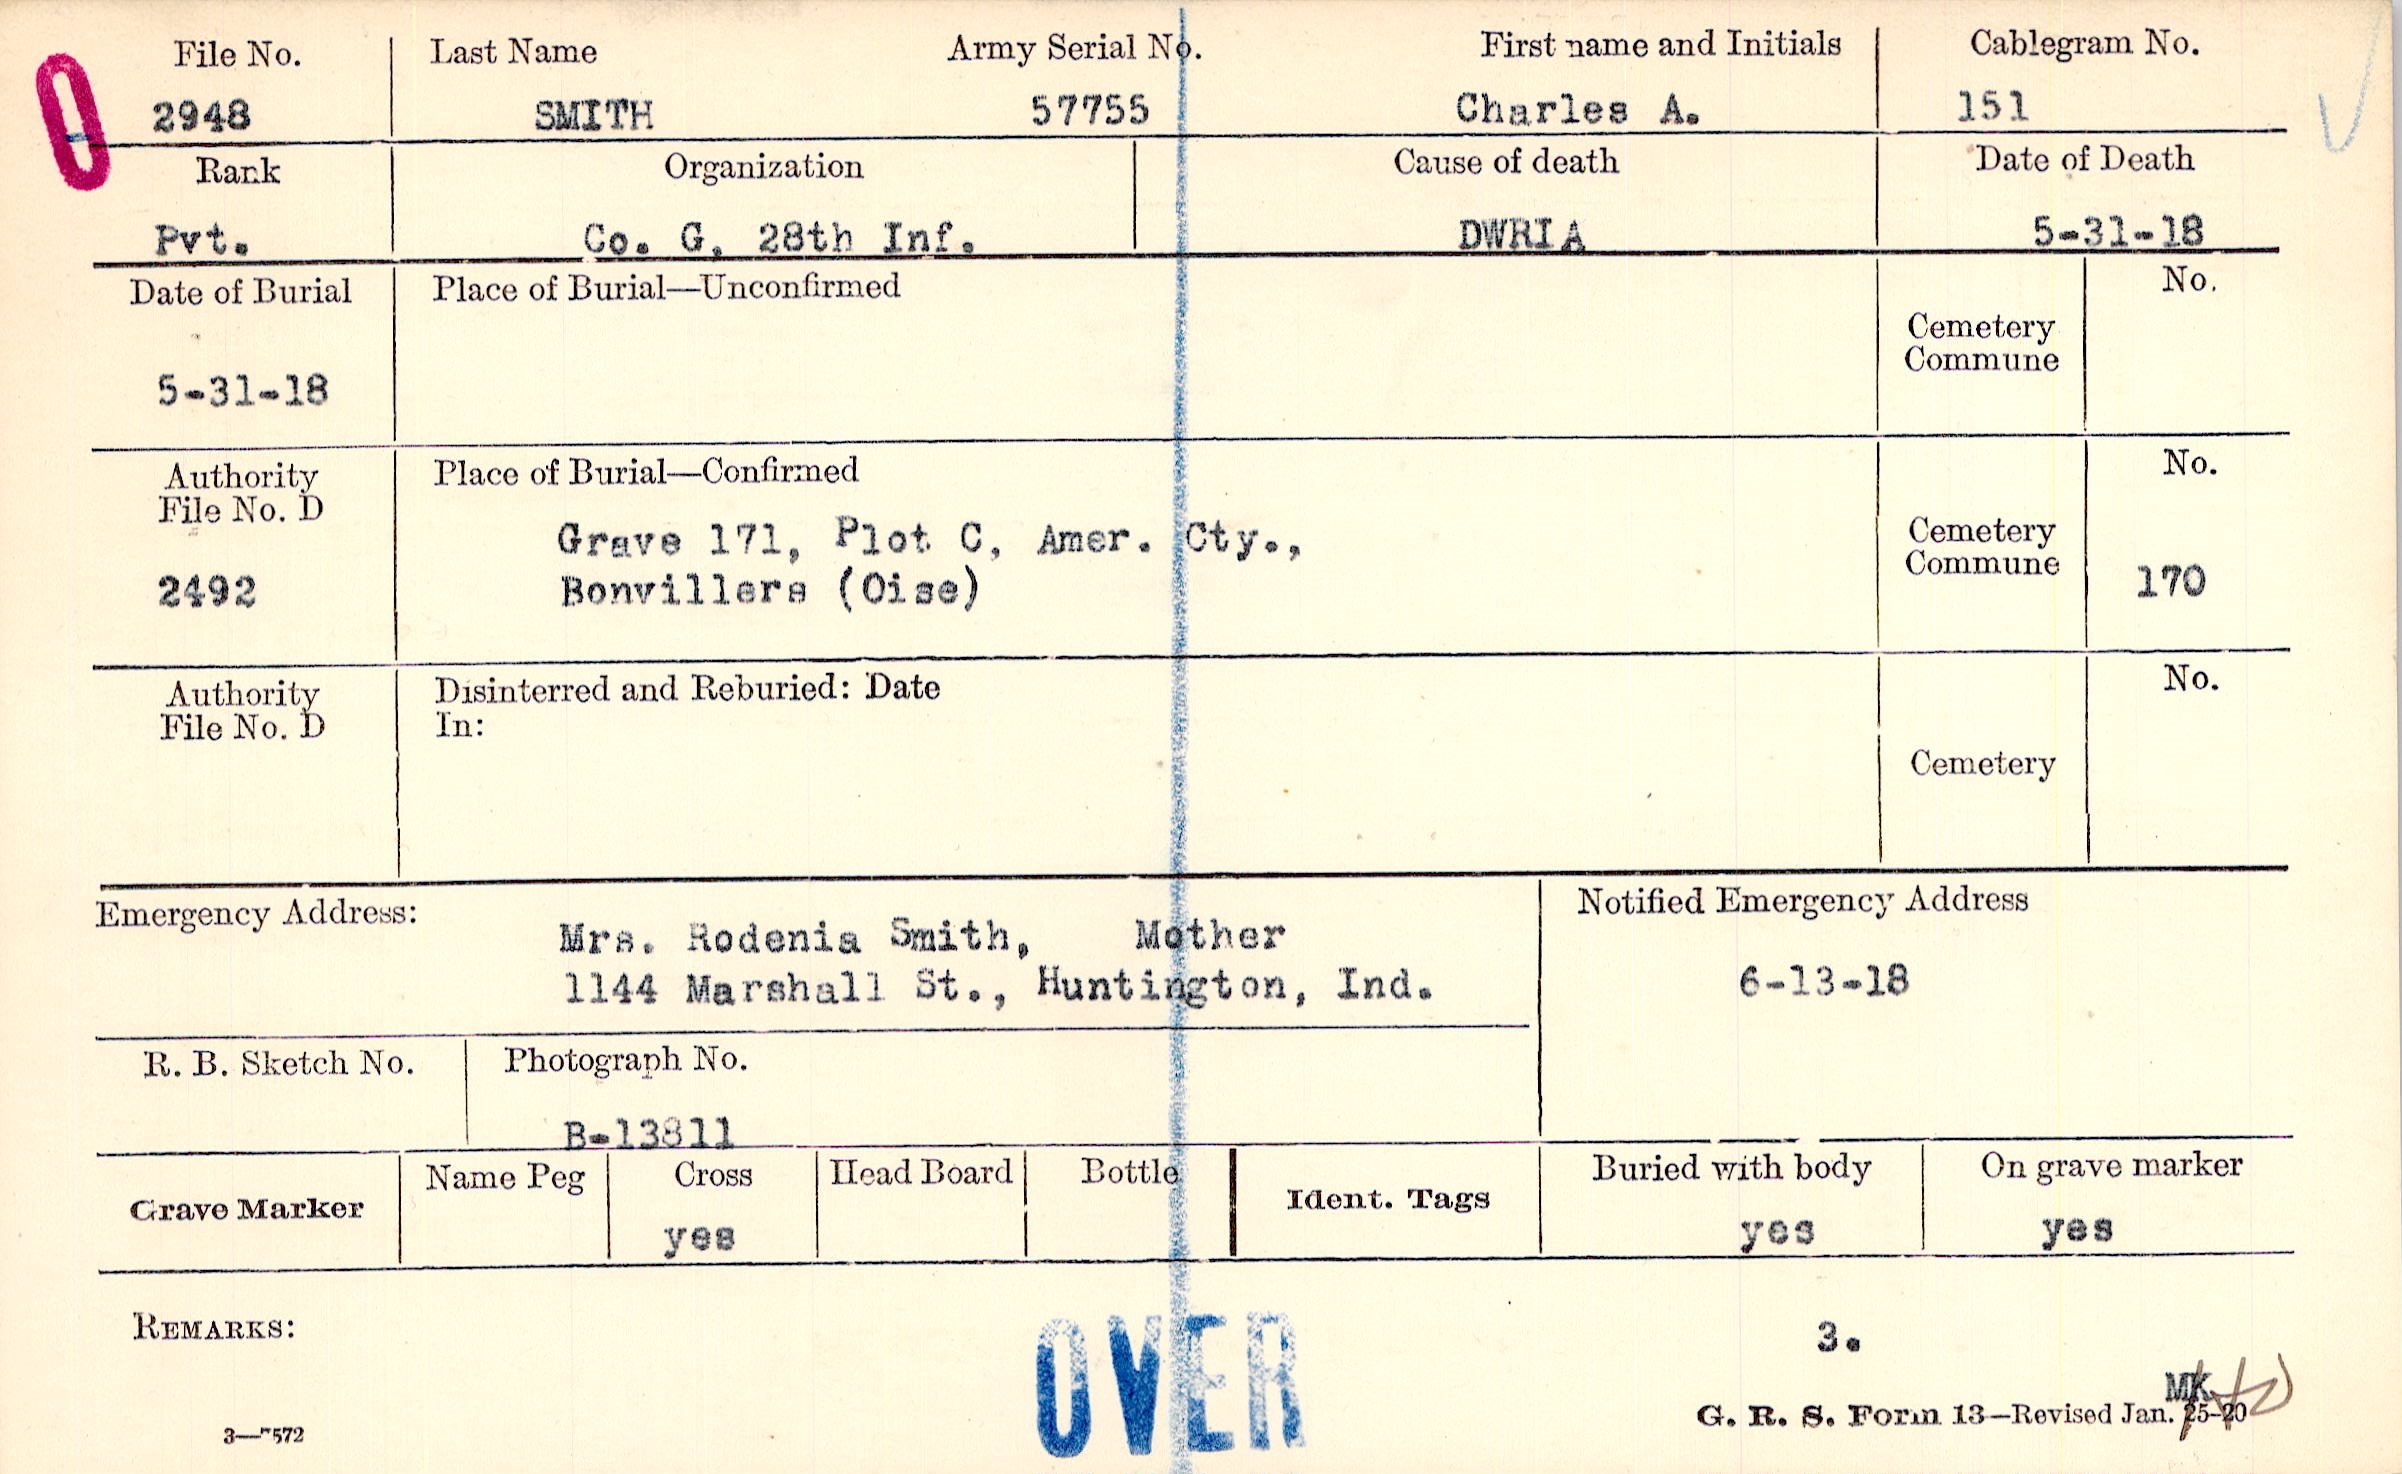 File No. Last Name Army Serial No. First name and Initials Cablegram No.
2948 SMITH 57755 Charles A. 151
Rank Organization Cause of death Date of Death
Pvt. Co. G, 28th Inf. DWRIA 5-31-18
Date of Burial Place of Burial—Unconfirmed No.
Cemetery
Commune
5-31-18
Authority Place of Burial—Confirmed No.
File No. D
Grave 171, Plot C, Amer. Cty., Cemetery
2492 Bonvillers (Oise) Commune 170
Authority Disinterred and Reburied: Date No.
File No. D In:
Cemetery
Emergency Address: Notified Emergency Address
Mrs. Rodenia Smith, Mother
1144 Marshall St., Huntington, Ind. 6-13-18
R. B. Sketch No. Photograph No.
B-13811
Grave Marker Name Peg Cross Head Board Bottle Ident. Tags Buried with body On grave marker
yes yes yes
REMARKS: OVER 3.
MK
3—7572 G. R. S. Form 13—Revised Jan. 25-20